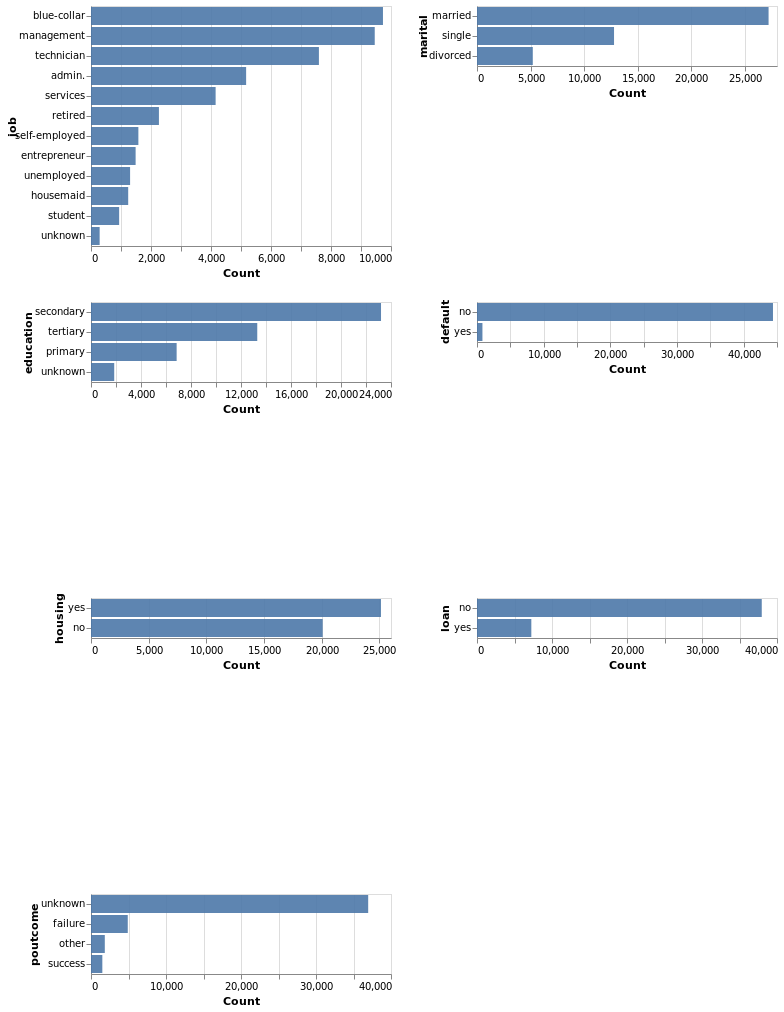 job
blue-collar
management
technician
admin.
services
retired
self-employed
entrepreneur
unemployed
housemaid
student
unknown
0 2,000 4,000 6,000 8,000 10,000
Count
marital
married
single
divorced
0 5,000 10,000 15,000 20,000 25,000
Count
education
secondary
tertiary
primary
unknown
0 4,000 8,000 12,000 16,000 20,000 24,000
Count
default
no
yes
0 10,000 20,000 30,000 40,000
Count
housing
yes
no
0 5,000 10,000 15,000 20,000 25,000
Count
loan
no
yes
0 10,000 20,000 30,000 40,000
Count
poutcome
unknown
failure
other
success
0 10,000 20,000 30,000 40,000
Count